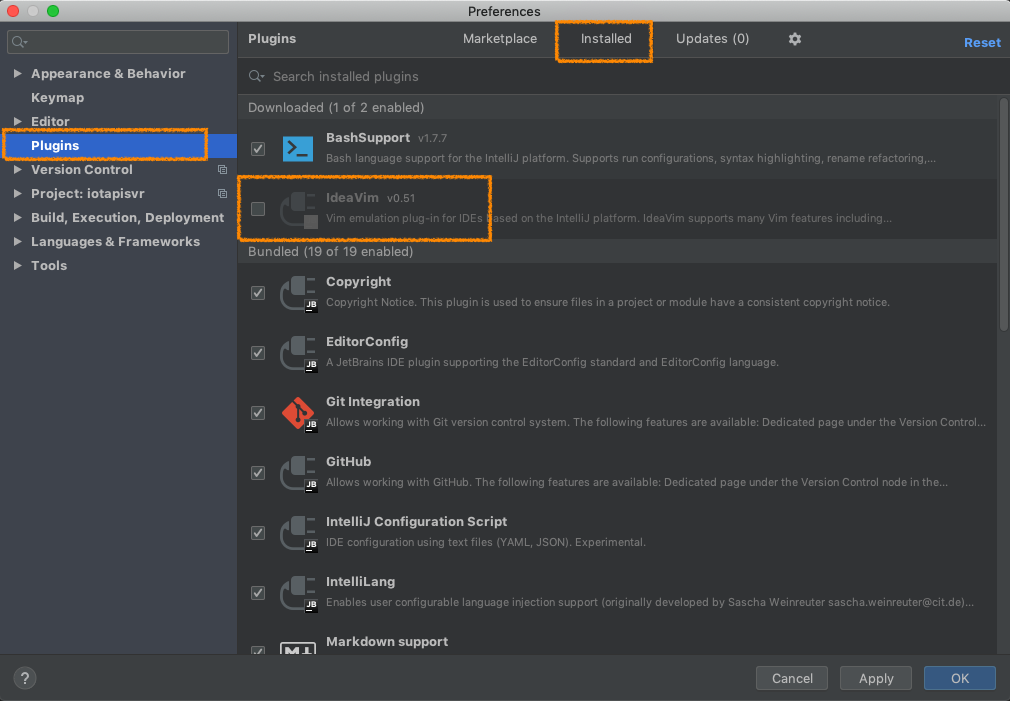 Preferences
Appearance & Behavior
Keymap
Editor
Plugins
Version Control
Project: iotapisvr
Build, Execution, Deployment
Languages & Frameworks
Tools
Plugins
Marketplace
Installed
Updates (0)
Reset
Search installed plugins
Downloaded (1 of 2 enabled)
BashSupport v1.7.7
Bash language support for the IntelliJ platform. Supports run configurations, syntax highlighting, rename refactoring,...
IdeaVim v0.51
Vim emulation plug-in for IDEs based on the IntelliJ platform. IdeaVim supports many Vim features including...
Bundled (19 of 19 enabled)
Copyright
JB
Copyright Notice. This plugin is used to ensure files in a project or module have a consistent copyright notice.
EditorConfig
JB
A JetBrains IDE plugin supporting the EditorConfig standard and EditorConfig language.
Git Integration
JB
Allows working with Git version control system. The following features are available: Dedicated page under the Version Control...
GitHub
JB
Allows working with GitHub. The following features are available: Dedicated page under the Version Control node in the...
IntelliJ Configuration Script
JB
IDE configuration using text files (YAML, JSON). Experimental.
IntelliLang
JB
Enables user configurable language injection support (originally developed by Sascha Weinreuter sascha.weinreuter@cit.de)...
Markdown support
?
Cancel
Apply
OK